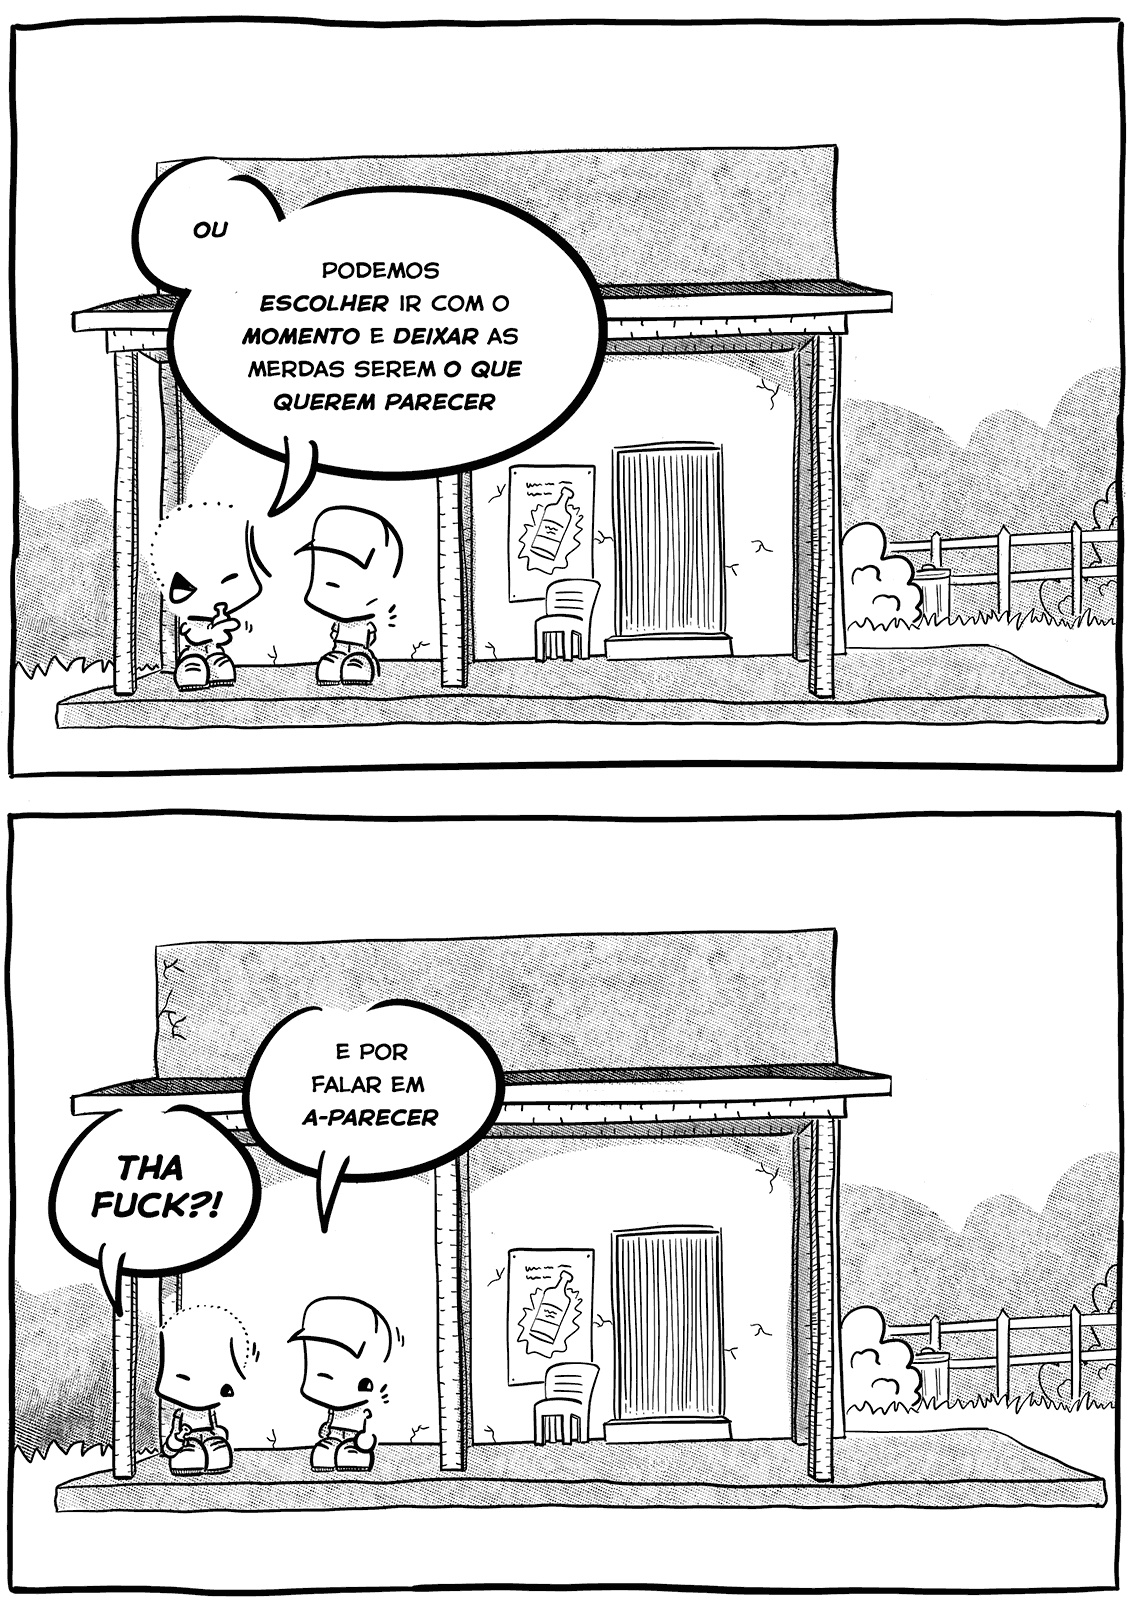 OU
PODEMOS
ESCOLHER IR COM O
MOMENTO E DEIXAR AS
MERDAS SEREM O QUE
QUEREM PARECER
E POR
FALAR EM
A-PARECER
THA
FUCK?!